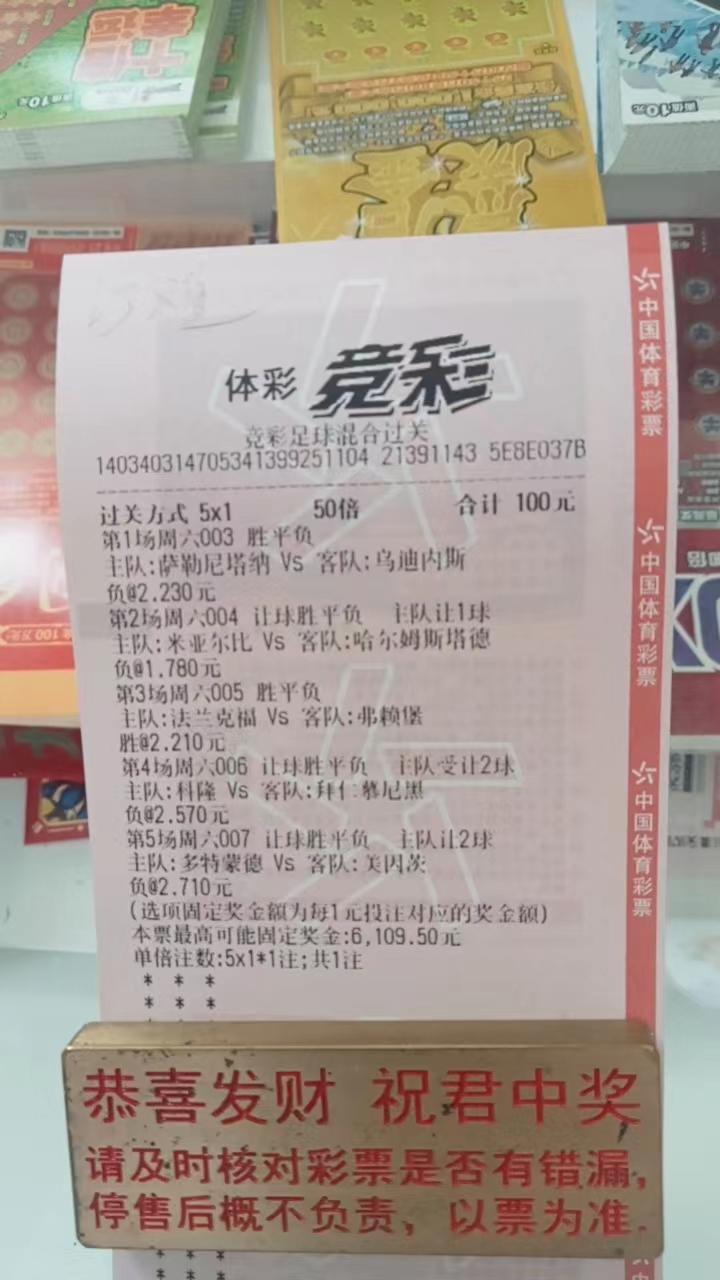 面值10元
面值10元
体彩 竞彩
竞彩足球混合过关
140340314705341399251104 21391143 5E8E037B
过关方式 5x1 50倍 合计 100元
第1场周六003 胜平负
主队:萨勒尼塔纳 Vs 客队:乌迪内斯
负@2.230元
第2场周六004 让球胜平负 主队让1球
主队:米亚尔比 Vs 客队:哈尔姆斯塔德
负@1.780元
第3场周六005 胜平负
主队:法兰克福 Vs 客队:弗赖堡
胜@2.210元
第4场周六006 让球胜平负 主队受让2球
主队:科隆 Vs 客队:拜仁慕尼黑
负@2.570元
第5场周六007 让球胜平负 主队让2球
主队:多特蒙德 Vs 客队:美因茨
负@2.710元
(选项固定奖金额为每1元投注对应的奖金额)
本票最高可能固定奖金:6,109.50元
单倍注数:5x1*1注;共1注
* * *
* * *
中国体育彩票
中国体育彩票
中国体育彩票
恭喜发财 祝君中奖
请及时核对彩票是否有错漏，
停售后概不负责、以票为准.
* * *